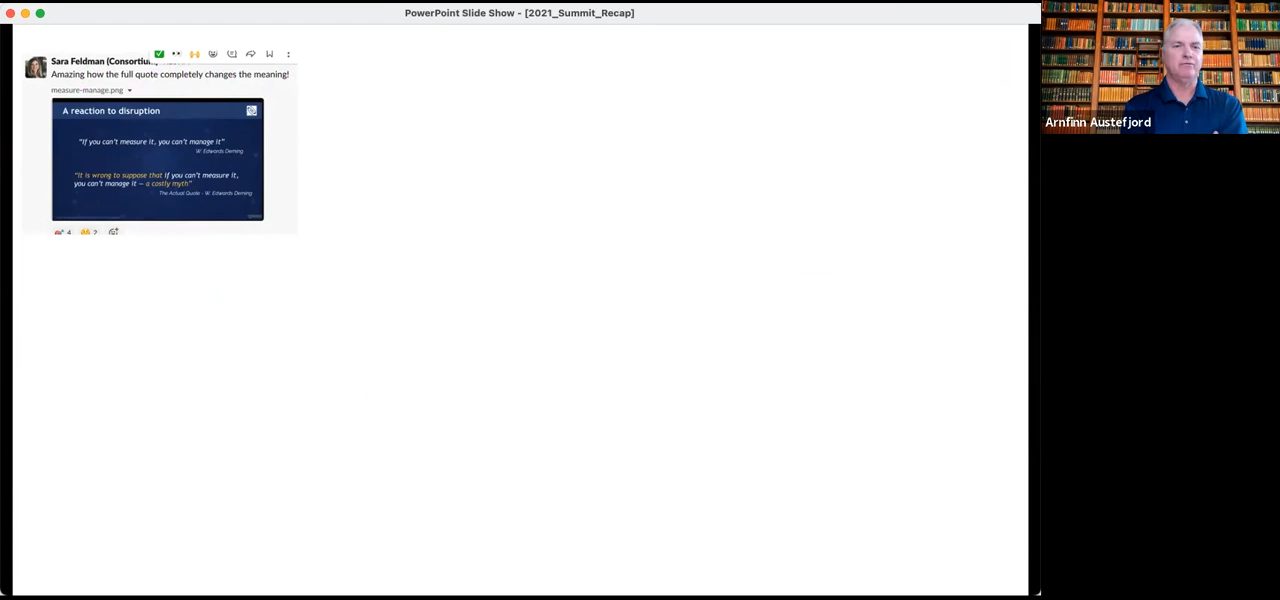 PowerPoint Slide Show - [2021_Summit_Recap]
Sara Feldman (Consortium)
Amazing how the full quote completely changes the meaning!
measure-manage.png
A reaction to disruption
"If you can't measure it, you can't manage it"
W. Edwards Deming
"It is wrong to suppose that if you can't measure it,
you can't manage it – a costly myth"
The Actual Quote - W. Edwards Deming
4 2
Arnfinn Austefjord